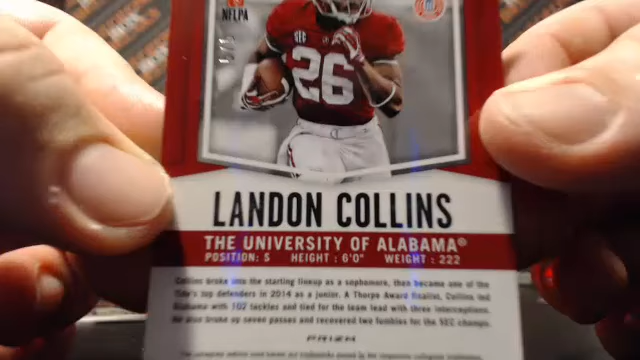 NFLPA
SEC
26
LANDON COLLINS
THE UNIVERSITY OF ALABAMA®
POSITION: S HEIGHT : 6'0" WEIGHT : 222
Collins broke into the starting lineup as a sophomore, then became one of the
Tide's top defenders in 2014 as a junior. A Thorpe Award finalist, Collins led
Alabama with 102 tackles and tied for the team lead with three interceptions.
He also broke up seven passes and recovered two fumbles for the SEC champs.
PRIZM